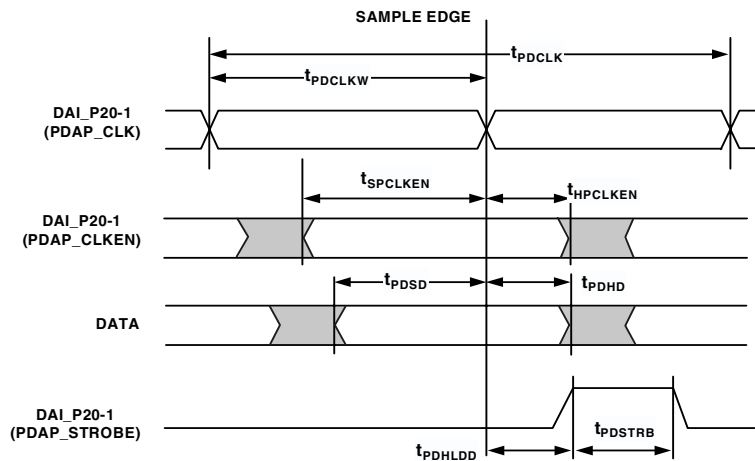 SAMPLE EDGE
tPDCLK
tPDCLKW
DAI_P20-1
(PDAP_CLK)
tSPCLKEN
tHPCLKEN
DAI_P20-1
(PDAP_CLKEN)
tPDSD
tPDHD
DATA
DAI_P20-1
(PDAP_STROBE)
tPDSTRB
tPDHLDD